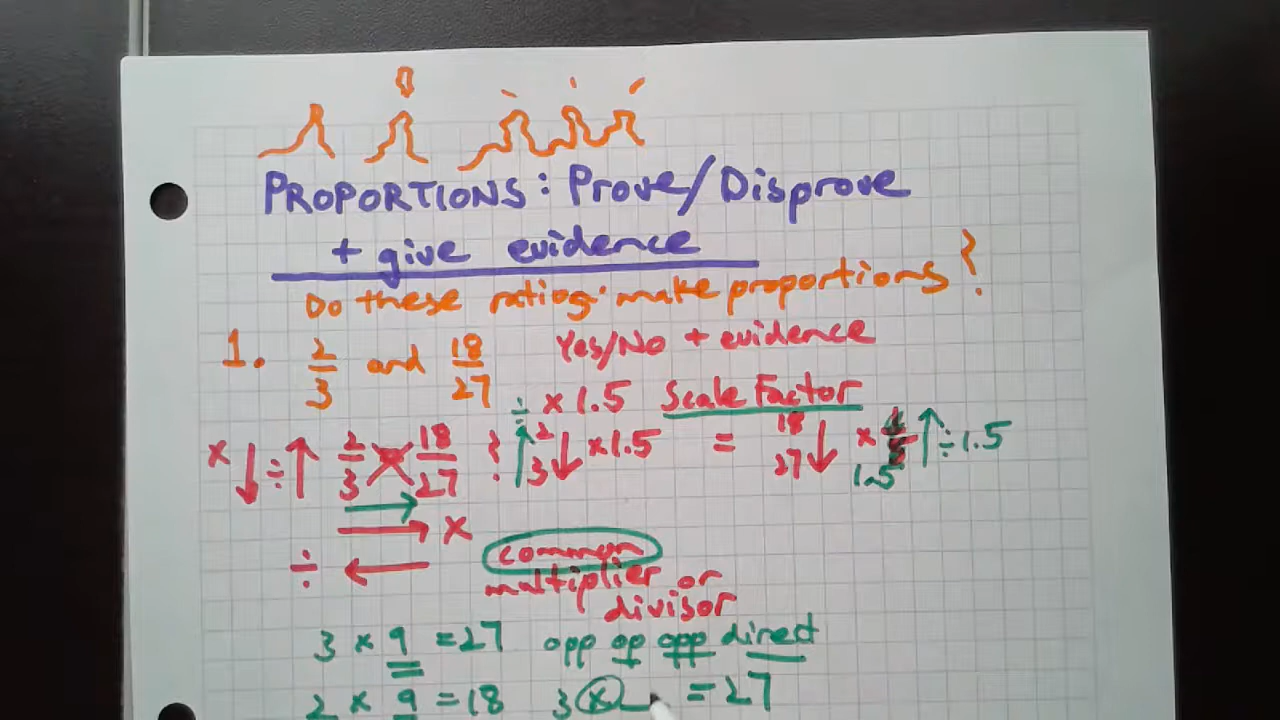 PROPORTIONS: Prove/Disprove
+ give evidence
Do these ratios make proportions?
1. 2/3 and 18/27 Yes/No + evidence
÷ × 1.5 Scale Factor
× ÷ 2/3 × 18/27 ? 2/3 × 1.5 = 18/27 × 1.5 ÷ 1.5
×
÷ common
multiplier or
divisor
3 × 9 = 27 opp op opp direct
2 × 9 = 18 3 × _ = 27